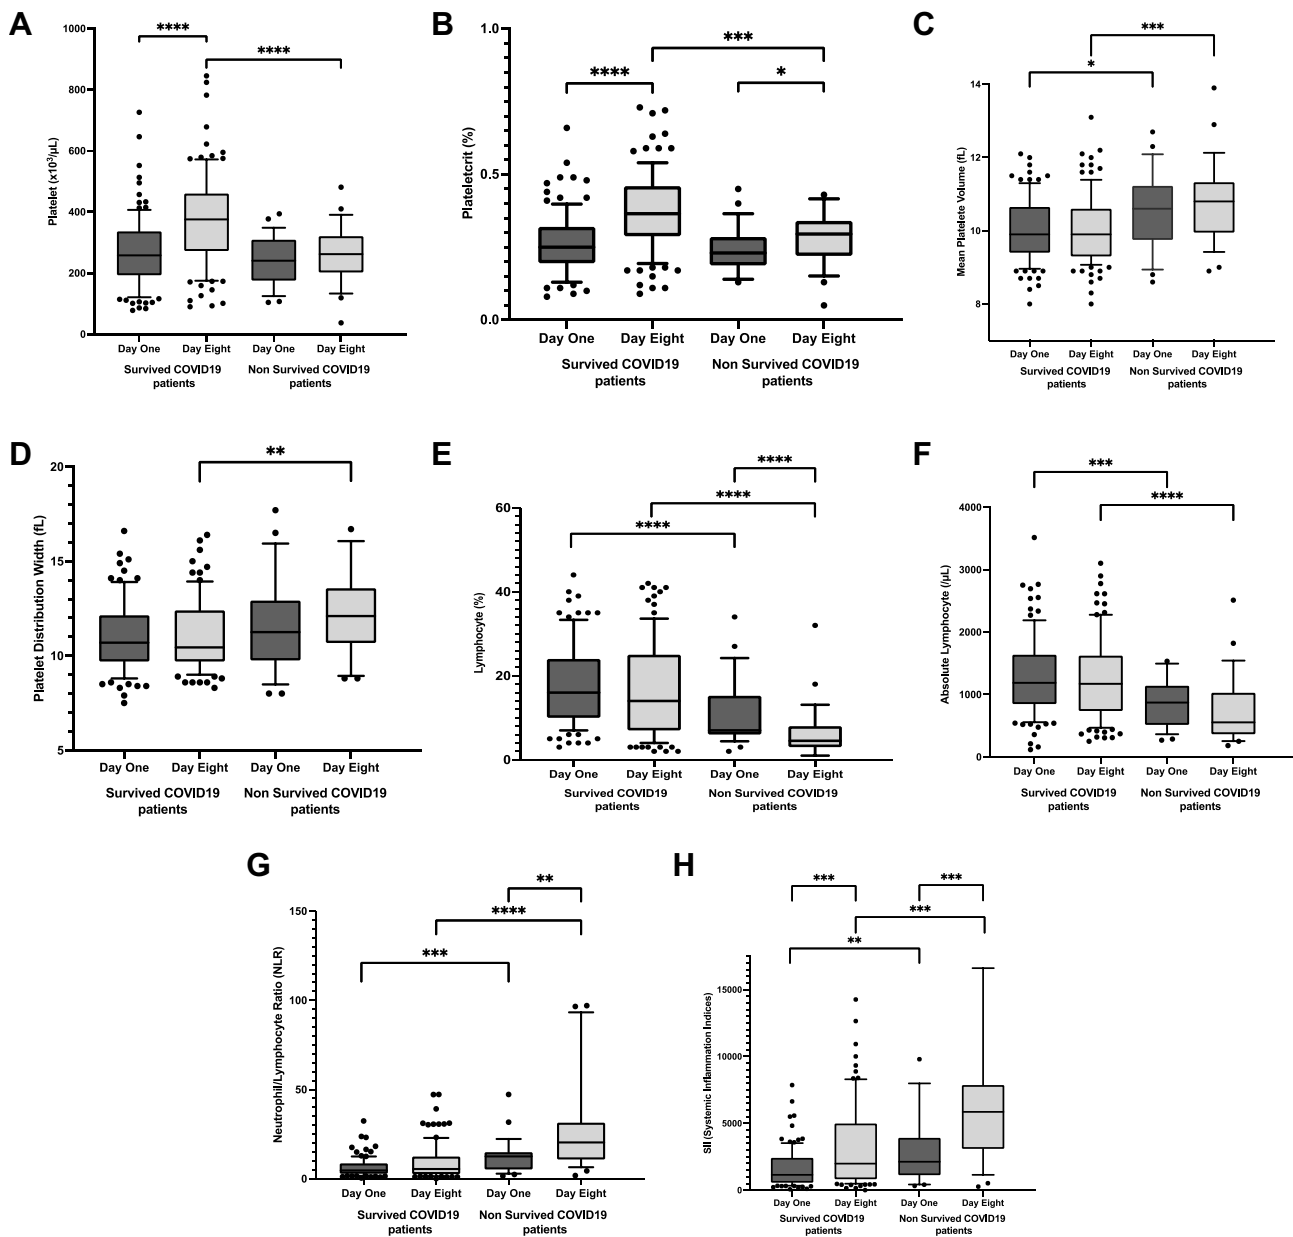 A
****
****
1000
800
600
400
200
0
Platelet (x10³/µL)
Day One Day Eight Day One Day Eight
Survived COVID19 patients
Non Survived COVID19 patients
B
***
****
*
1.0
0.5
0.0
Plateletcrit (%)
Day One Day Eight Day One Day Eight
Survived COVID19 patients
Non Survived COVID19 patients
C
***
*
14
12
10
8
Mean Platelete Volume (fL)
Day One Day Eight Day One Day Eight
Survived COVID19 patients
Non Survived COVID19 patients
D
**
20
15
10
5
Platelet Distribution Width (fL)
Day One Day Eight Day One Day Eight
Survived COVID19 patients
Non Survived COVID19 patients
E
****
****
****
60
40
20
0
Lymphocyte (%)
Day One Day Eight Day One Day Eight
Survived COVID19 patients
Non Survived COVID19 patients
F
***
****
4000
3000
2000
1000
0
Absolute Lymphocyte (/µL)
Day One Day Eight Day One Day Eight
Survived COVID19 patients
Non Survived COVID19 patients
G
**
****
***
150
100
50
0
Neutrophil/Lymphocyte Ratio (NLR)
Day One Day Eight Day One Day Eight
Survived COVID19 patients
Non Survived COVID19 patients
H
*** ***
***
**
15000
10000
5000
0
SII (Systemic Inflammation Indices)
Day One Day Eight Day One Day Eight
Survived COVID19 patients
Non Survived COVID19 patients